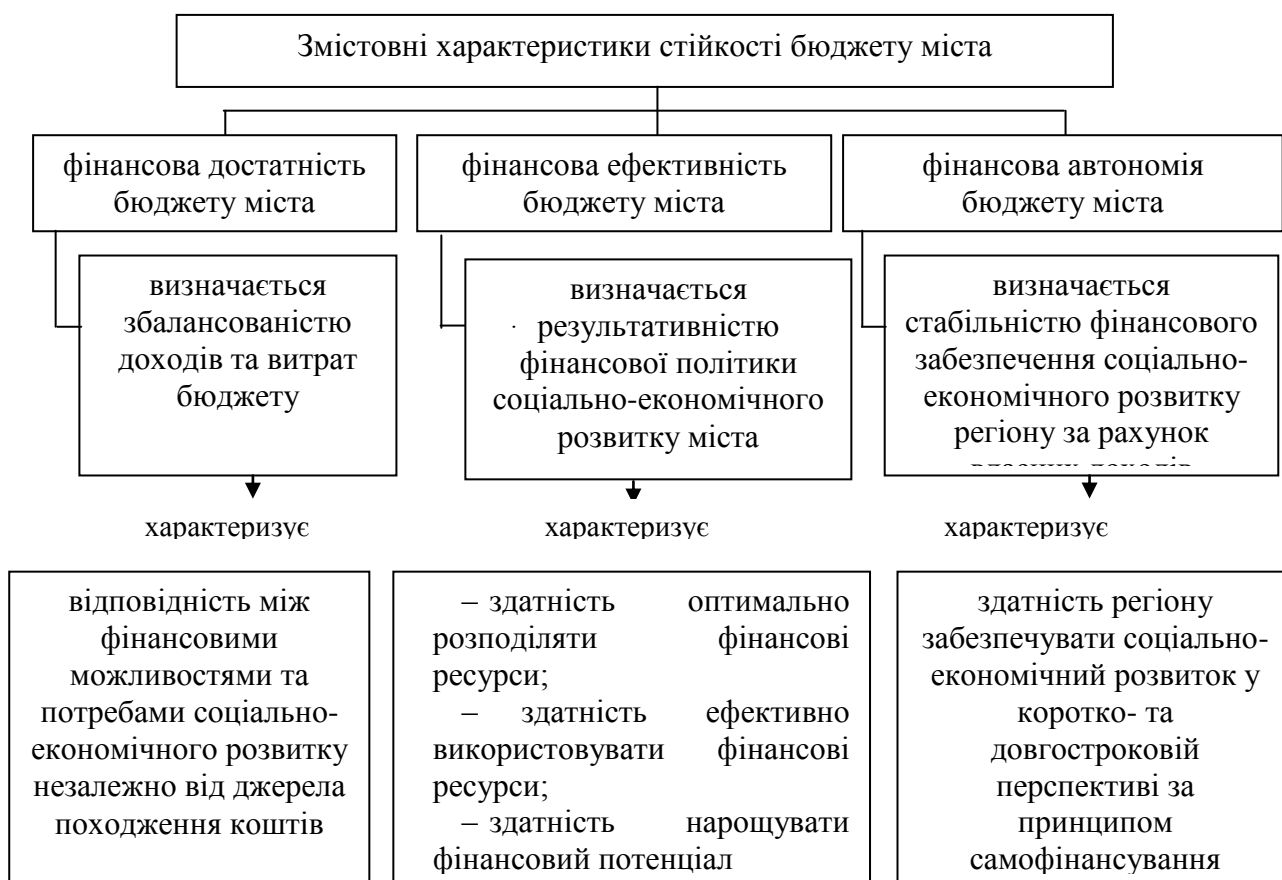 Змістовні характеристики стійкості бюджету міста
фінансова достатність
бюджету міста
фінансова ефективність
бюджету міста
фінансова автономія
бюджету міста
визначається
збалансованістю
доходів та витрат
бюджету
визначається
результативністю
фінансової політики
соціально-економічного
розвитку міста
визначається
стабільністю фінансового
забезпечення соціально-
економічного розвитку
регіону за рахунок
характеризує
характеризує
характеризує
відповідність між
фінансовими
можливостями та
потребами соціально-
економічного розвитку
незалежно від джерела
походження коштів
– здатність оптимально
розподіляти фінансові
ресурси;
– здатність ефективно
використовувати фінансові
ресурси;
– здатність нарощувати
фінансовий потенціал
здатність регіону
забезпечувати соціально-
економічний розвиток у
коротко- та
довгостроковій
перспективі за
принципом
самофінансування